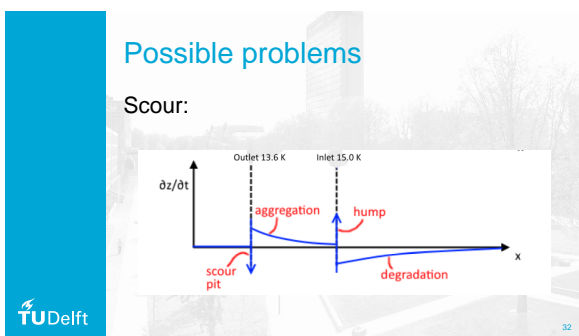 Possible problems
Scour:
Outlet 13.6 K Inlet 15.0 K
∂z/∂t
aggregation
hump
x
scour
pit
degradation
TUDelft
32